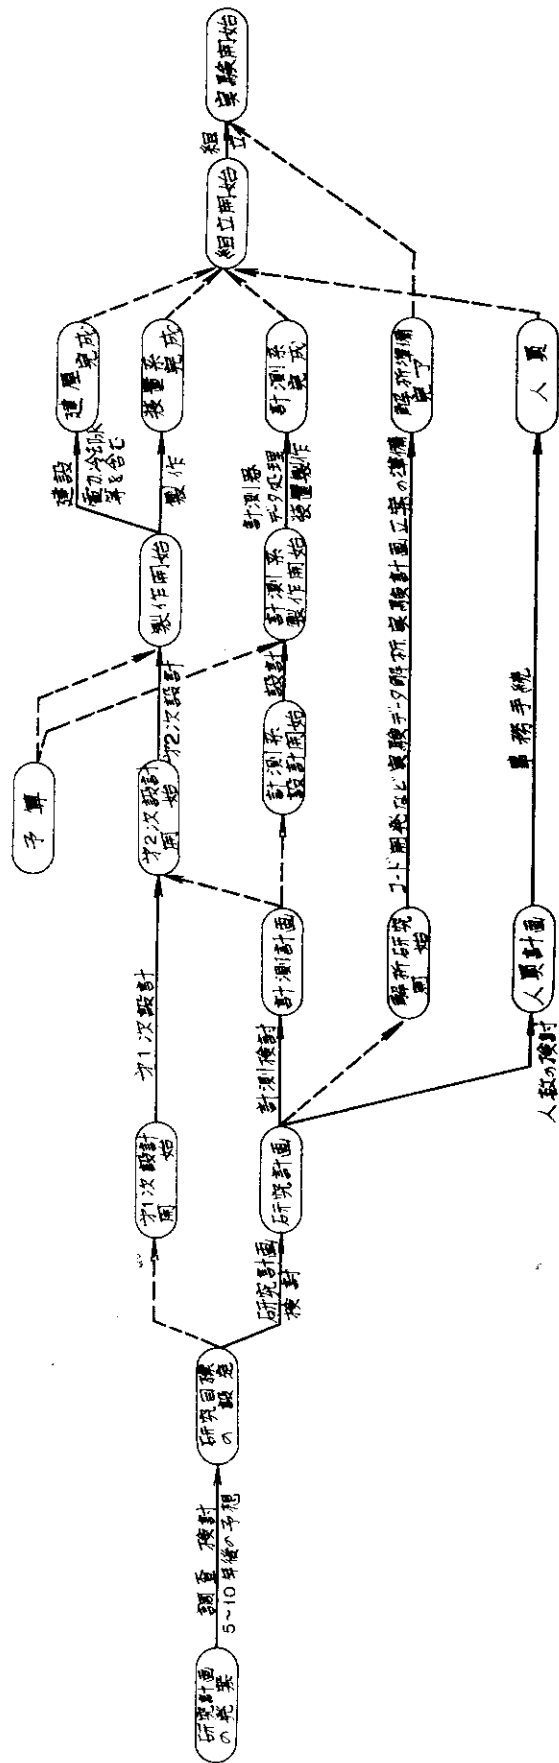 研究計画
の発案
調査 検討
5~10年後の予想
研究目標
の設定
研究計画
検討
才1次設計
開 始
研究計画
才1次設計
計測検討
計測計画
人数の検討
人員計画
解析研究
開 始
才2次設計
開 始
予 算
才2次設計
計測系
設計開始
設計
コード開発など実験データ解析,実験計画立案の準備
事務手続
製作開始
計測系
製作開始
建設
電力,冷却水
等を含む
製作
計測器
データ処理
装置製作
建屋
完成
装置系
完成
計測系
完成
解析準備
完了
人 員
組立開始
組 立
実験開始